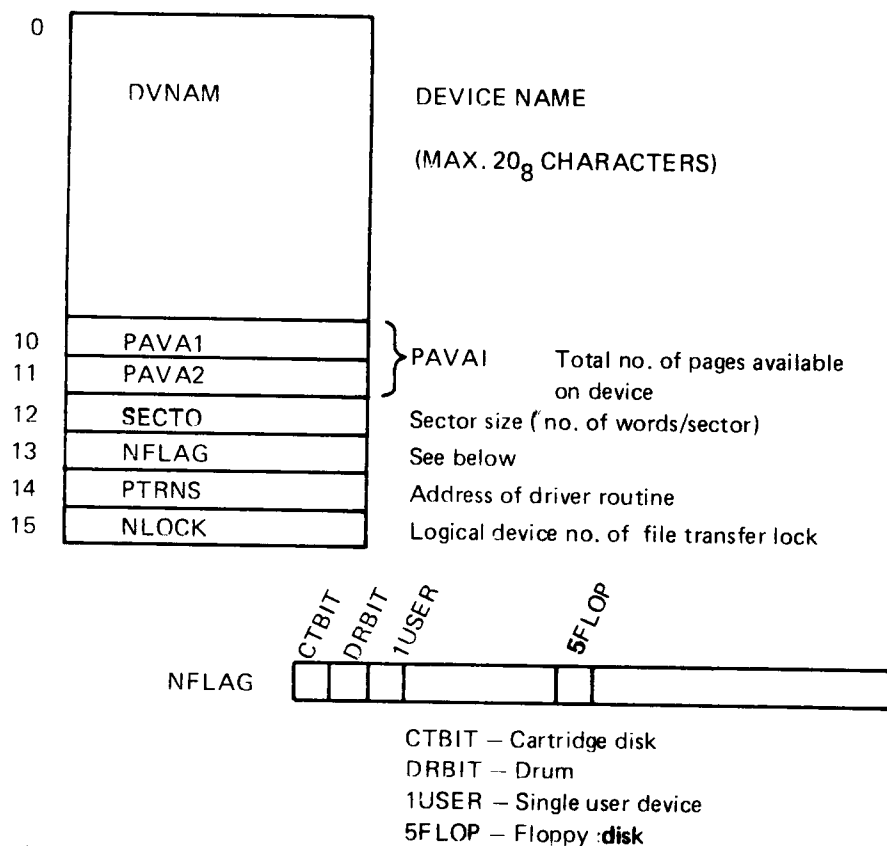 0
DVNAM
DEVICE NAME
(MAX. 20₈ CHARACTERS)
10 PAVA1
11 PAVA2
PAVAI Total no. of pages available
on device
12 SECTO Sector size (no. of words/sector)
13 NFLAG See below
14 PTRNS Address of driver routine
15 NLOCK Logical device no. of file transfer lock
CTBIT DRBIT 1USER 5FLOP
NFLAG
CTBIT – Cartridge disk
DRBIT – Drum
1USER – Single user device
5FLOP – Floppy :disk